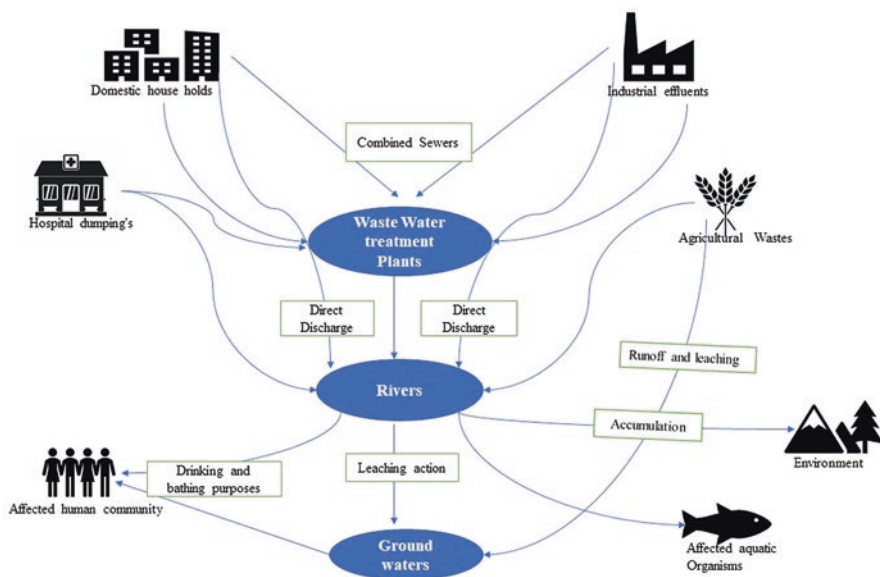 Domestic house holds
Industrial effluents
Combined Sewers
Hospital dumping's
Agricultural Wastes
Waste Water
treatment
Plants
Direct
Discharge
Direct
Discharge
Runoff and leaching
Rivers
Accumulation
Environment
Drinking and
bathing purposes
Leaching action
Affected human community
Ground
waters
Affected aquatic
Organisms